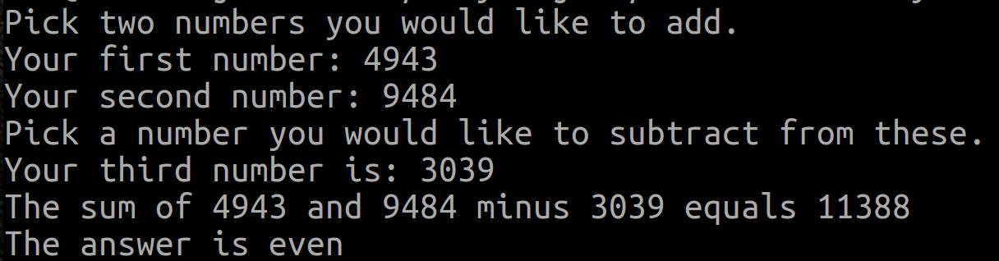 Pick two numbers you would like to add.
Your first number: 4943
Your second number: 9484
Pick a number you would like to subtract from these.
Your third number is: 3039
The sum of 4943 and 9484 minus 3039 equals 11388
The answer is even